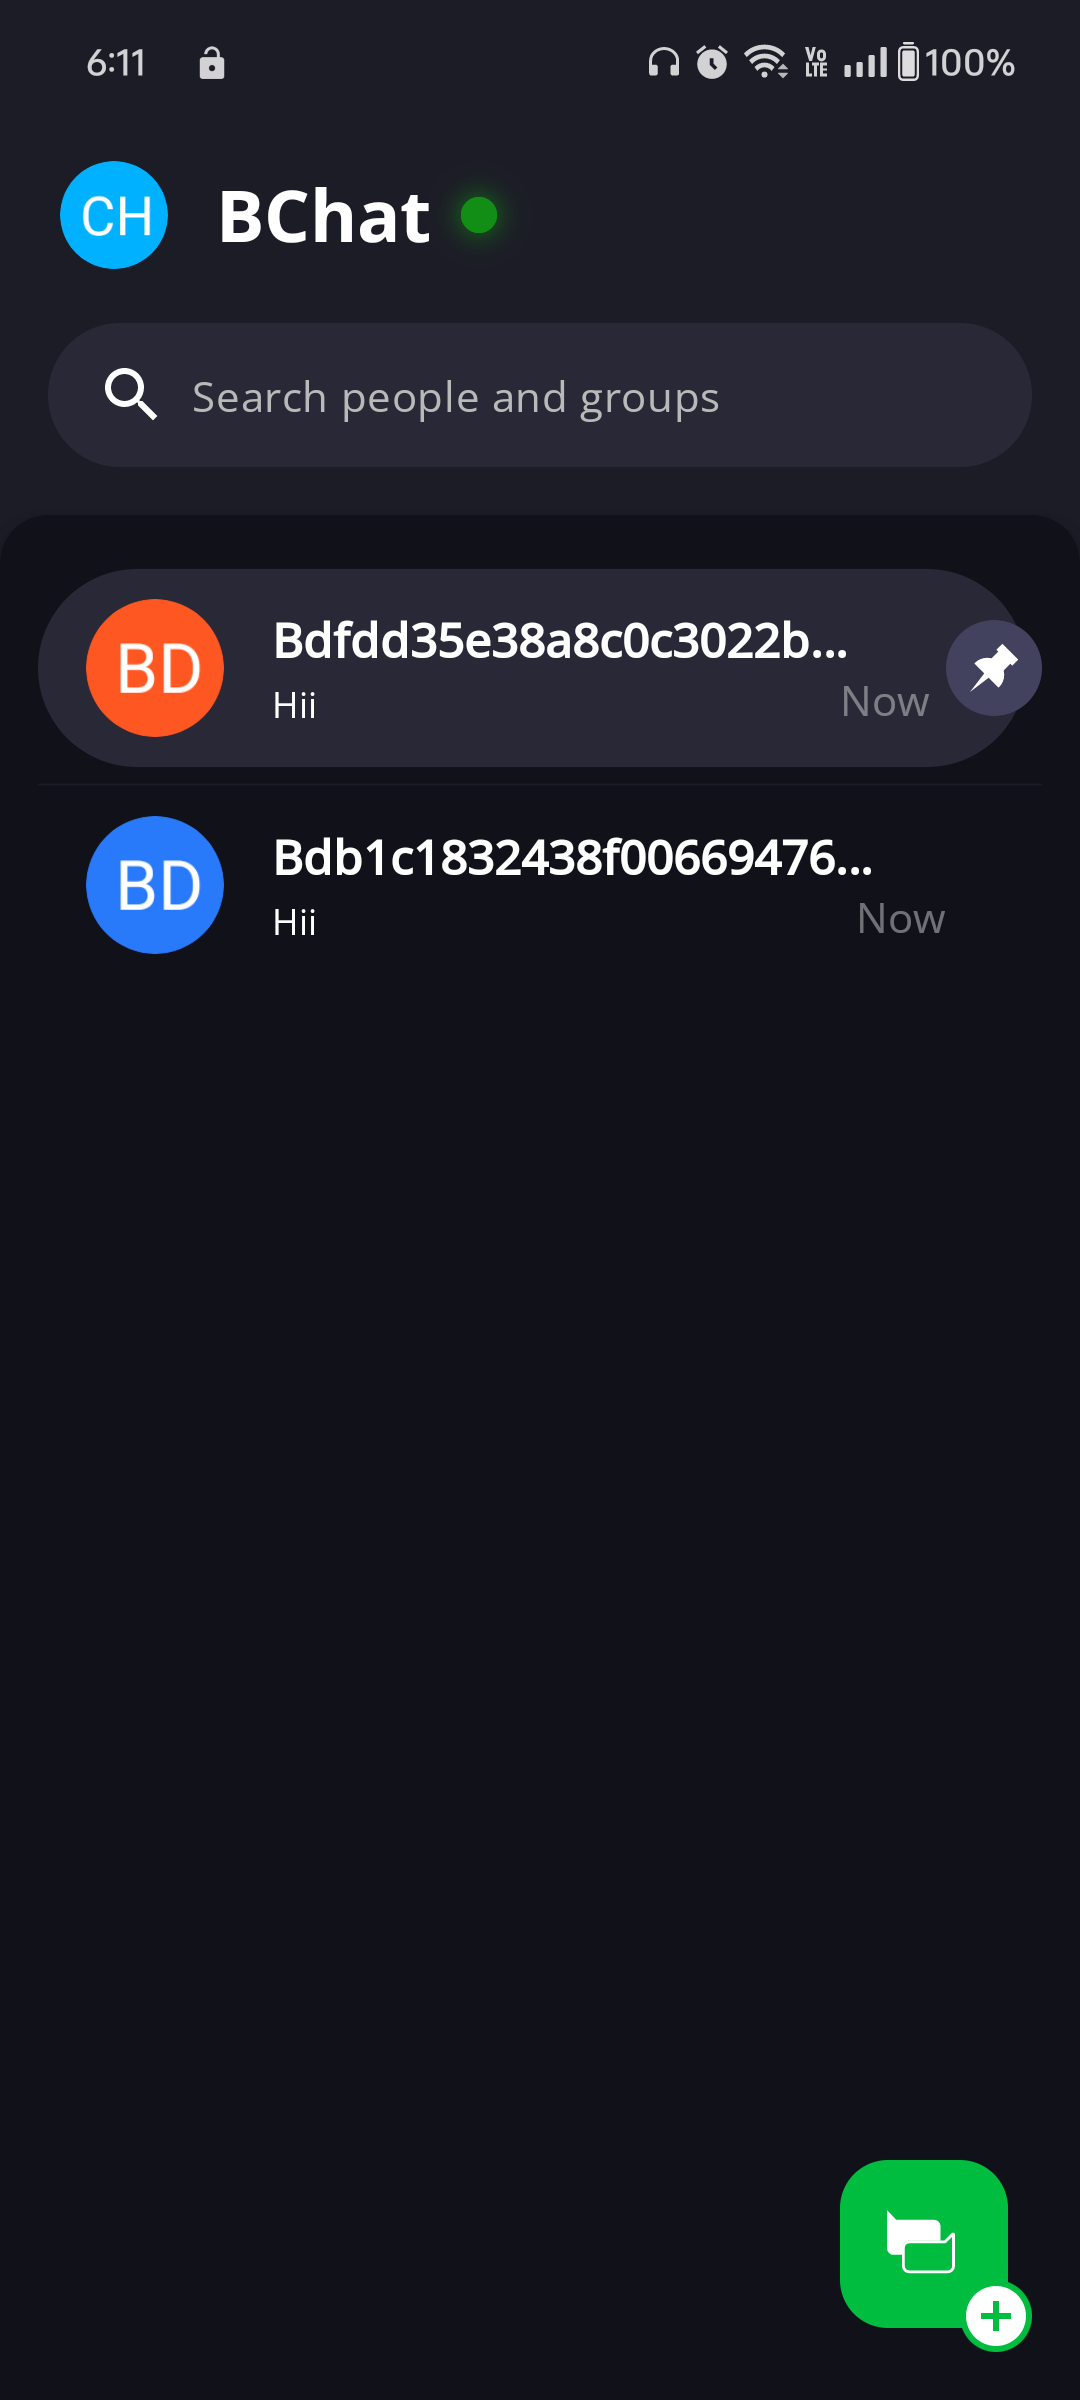 6:11
Vo LTE 100%
CH BChat
Search people and groups
BD Bdfdd35e38a8c0c3022b...
Hii Now
BD Bdb1c1832438f00669476...
Hii Now